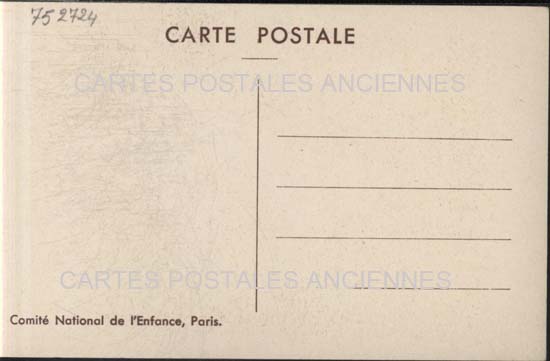 75 2724
CARTE POSTALE
CARTES POSTALES ANCIENNES
CARTES POSTALES ANCIENNES
Comité National de l'Enfance, Paris.